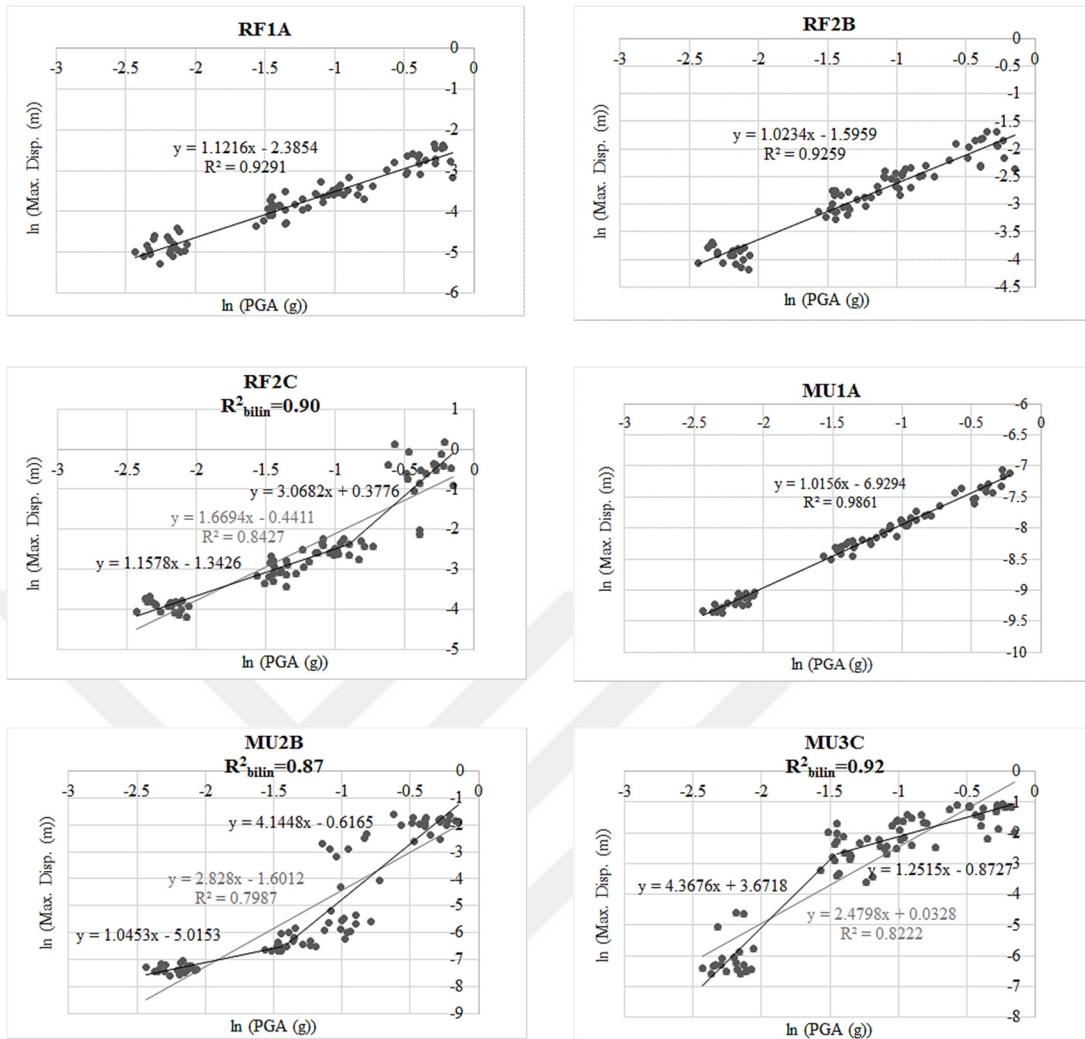 RF1A
0
-3 -2.5 -2 -1.5 -1 -0.5 0
-1
-2
-3
-4
-5
-6
y = 1.1216x - 2.3854
R² = 0.9291
ln (Max. Disp. (m))
ln (PGA (g))
RF2B
0
-3 -2.5 -2 -1.5 -1 -0.5 0
-0.5
-1
-1.5
-2
-2.5
-3
-3.5
-4
-4.5
y = 1.0234x - 1.5959
R² = 0.9259
ln (Max. Disp. (m))
ln (PGA (g))
RF2C
R²bilin=0.90
1
-3 -2.5 -2 -1.5 -1 -0.5 0
0
-1
-2
-3
-4
-5
y = 3.0682x + 0.3776
y = 1.6694x - 0.4411
R² = 0.8427
y = 1.1578x - 1.3426
ln (Max. Disp. (m))
ln (PGA (g))
MU1A
-6
-3 -2.5 -2 -1.5 -1 -0.5 0
-6.5
-7
-7.5
-8
-8.5
-9
-9.5
-10
y = 1.0156x - 6.9294
R² = 0.9861
ln (Max. Disp. (m))
ln (PGA (g))
MU2B
R²bilin=0.87
0
-3 -2.5 -2 -1.5 -1 -0.5 0
-1
-2
-3
-4
-5
-6
-7
-8
-9
y = 4.1448x - 0.6165
y = 2.828x - 1.6012
R² = 0.7987
y = 1.0453x - 5.0153
ln (Max. Disp. (m))
ln (PGA (g))
MU3C
R²bilin=0.92
0
-3 -2.5 -2 -1.5 -1 -0.5 0
-1
-2
-3
-4
-5
-6
-7
-8
y = 4.3676x + 3.6718
y = 1.2515x - 0.8727
y = 2.4798x + 0.0328
R² = 0.8222
ln (Max. Disp. (m))
ln (PGA (g))